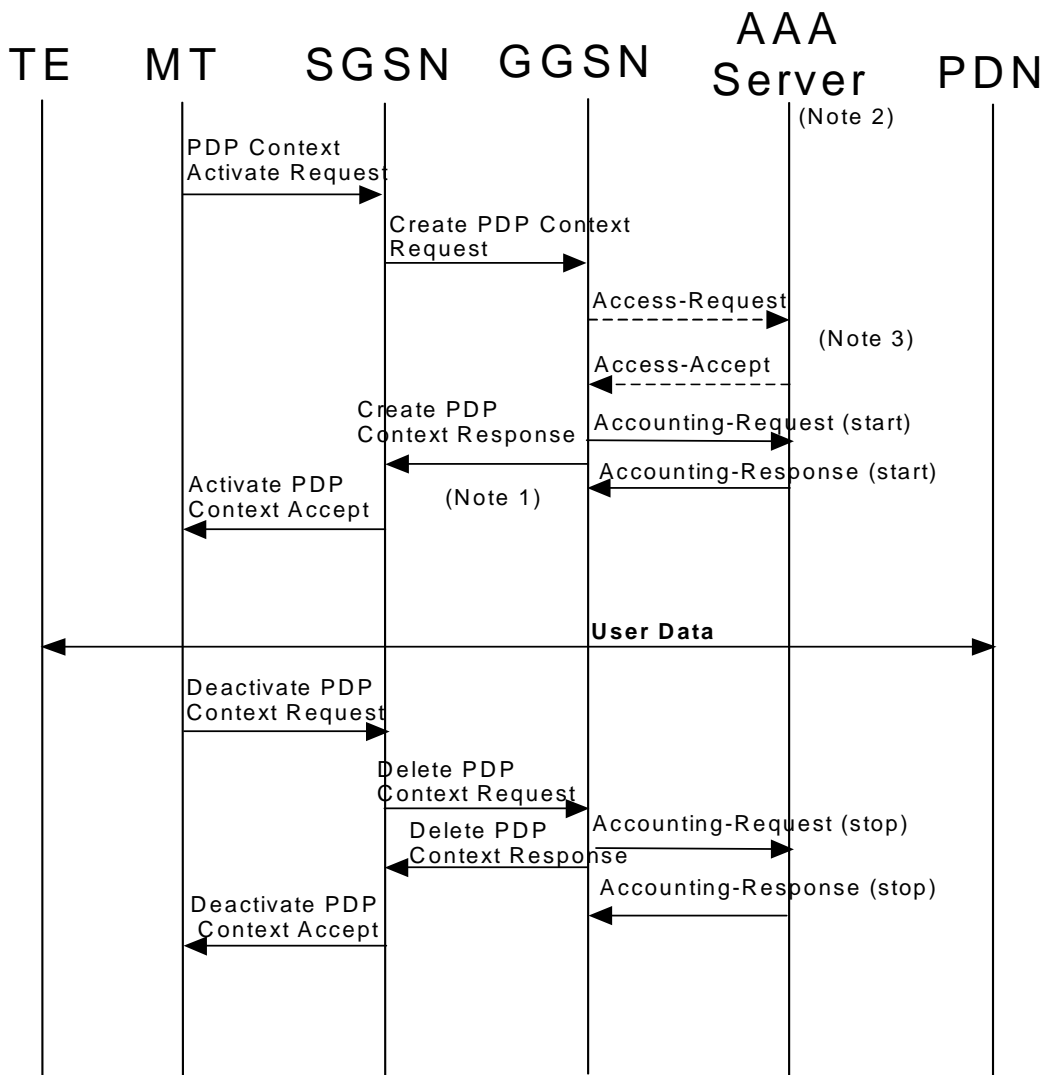 TE
MT
SGSN
GGSN
AAA
Server
PDN
(Note 2)
PDP Context
Activate Request
Create PDP Context
Request
Access-Request
(Note 3)
Access-Accept
Create PDP
Context Response
Accounting-Request (start)
Accounting-Response (start)
Activate PDP
Context Accept
(Note 1)
User Data
Deactivate PDP
Context Request
Delete PDP
Context Request
Accounting-Request (stop)
Delete PDP
Context Response
Accounting-Response (stop)
Deactivate PDP
Context Accept